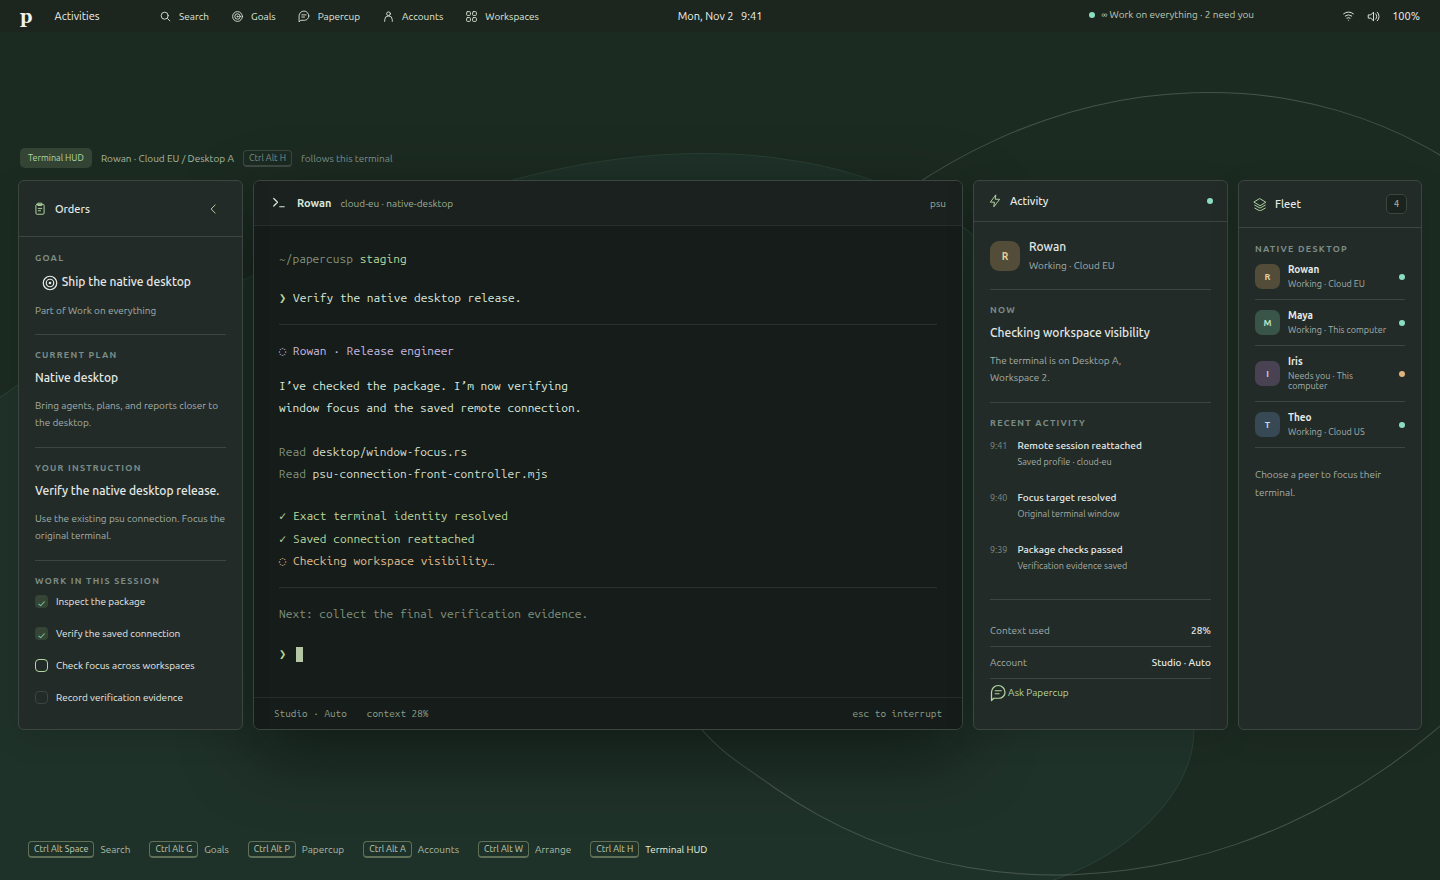 p Activities Search Goals Papercup Accounts Workspaces Mon, Nov 2 9:41 ∞ Work on everything · 2 need you 100%
Terminal HUD Rowan · Cloud EU / Desktop A Ctrl Alt H follows this terminal
Orders
GOAL
Ship the native desktop
Part of Work on everything
CURRENT PLAN
Native desktop
Bring agents, plans, and reports closer to
the desktop.
YOUR INSTRUCTION
Verify the native desktop release.
Use the existing psu connection. Focus the
original terminal.
WORK IN THIS SESSION
Inspect the package
Verify the saved connection
Check focus across workspaces
Record verification evidence
Rowan cloud-eu · native-desktop psu
~/papercusp staging
❯ Verify the native desktop release.
Rowan · Release engineer
I’ve checked the package. I’m now verifying
window focus and the saved remote connection.
Read desktop/window-focus.rs
Read psu-connection-front-controller.mjs
✓ Exact terminal identity resolved
✓ Saved connection reattached
Checking workspace visibility…
Next: collect the final verification evidence.
❯
Studio · Auto context 28% esc to interrupt
Activity
R Rowan
Working · Cloud EU
NOW
Checking workspace visibility
The terminal is on Desktop A,
Workspace 2.
RECENT ACTIVITY
9:41 Remote session reattached
Saved profile · cloud-eu
9:40 Focus target resolved
Original terminal window
9:39 Package checks passed
Verification evidence saved
Context used 28%
Account Studio · Auto
Ask Papercup
Fleet 4
NATIVE DESKTOP
R Rowan
Working · Cloud EU
M Maya
Working · This computer
I Iris
Needs you · This
computer
T Theo
Working · Cloud US
Choose a peer to focus their
terminal.
Ctrl Alt Space Search Ctrl Alt G Goals Ctrl Alt P Papercup Ctrl Alt A Accounts Ctrl Alt W Arrange Ctrl Alt H Terminal HUD